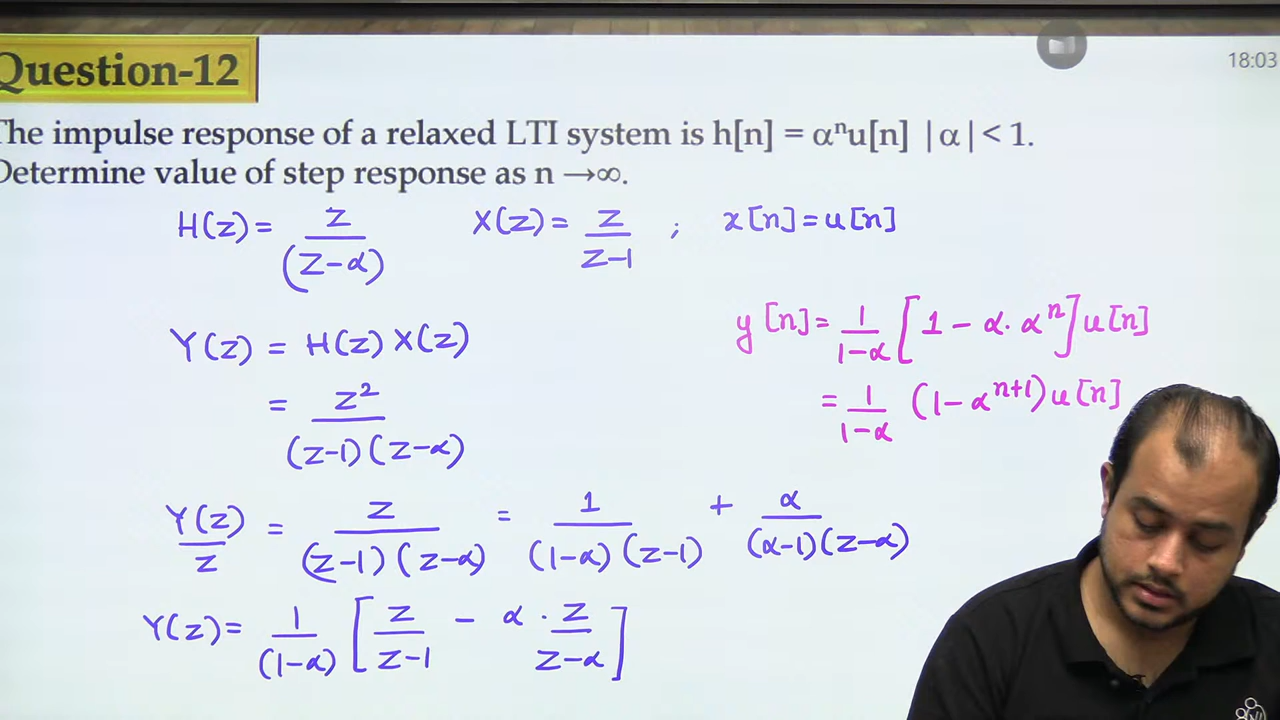 Question-12
18:03
The impulse response of a relaxed LTI system is h[n] = αⁿu[n] |α| < 1.
Determine value of step response as n →∞.
H(z) = z/(z-α) X(z) = z/(z-1) ; x[n] = u[n]
Y(z) = H(z) X(z)
= z²/((z-1)(z-α))
Y(z)/z = z/((z-1)(z-α)) = 1/((1-α)(z-1)) + α/((α-1)(z-α))
Y(z) = 1/(1-α) [z/(z-1) - α · z/(z-α)]
y[n] = 1/(1-α) [1 - α·αⁿ] u[n]
= 1/(1-α) (1-αⁿ⁺¹) u[n]